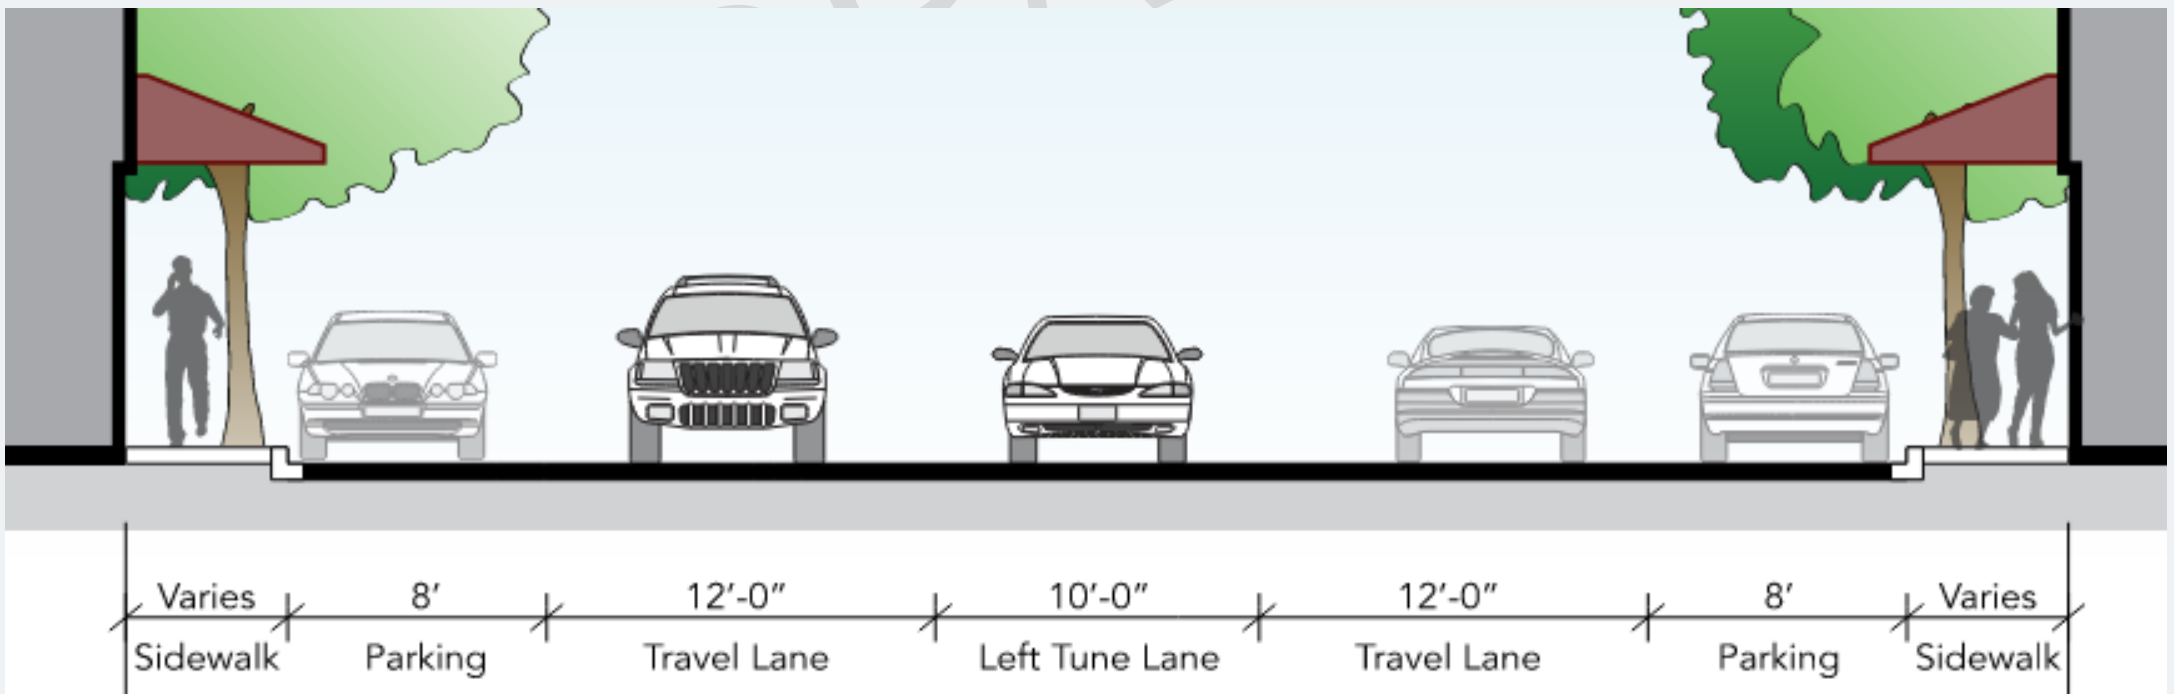 Varies 8′ 12′-0″ 10′-0″ 12′-0″ 8′ Varies
Sidewalk Parking Travel Lane Left Tune Lane Travel Lane Parking Sidewalk